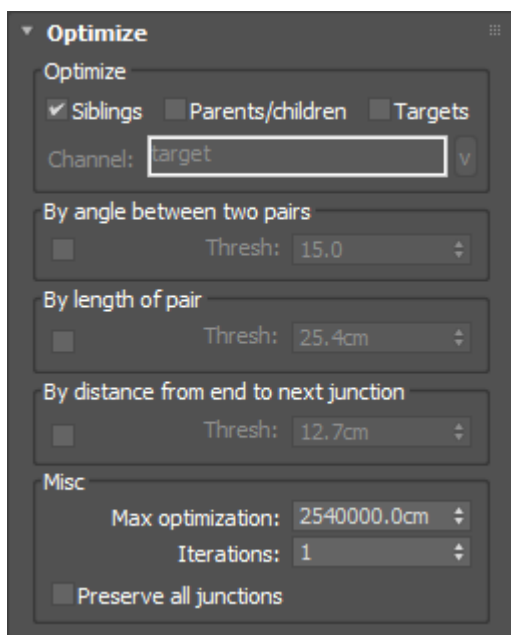 Optimize
Optimize
Siblings Parents/children Targets
Channel: target v
By angle between two pairs
Thresh: 15.0
By length of pair
Thresh: 25.4cm
By distance from end to next junction
Thresh: 12.7cm
Misc
Max optimization: 2540000.0cm
Iterations: 1
Preserve all junctions